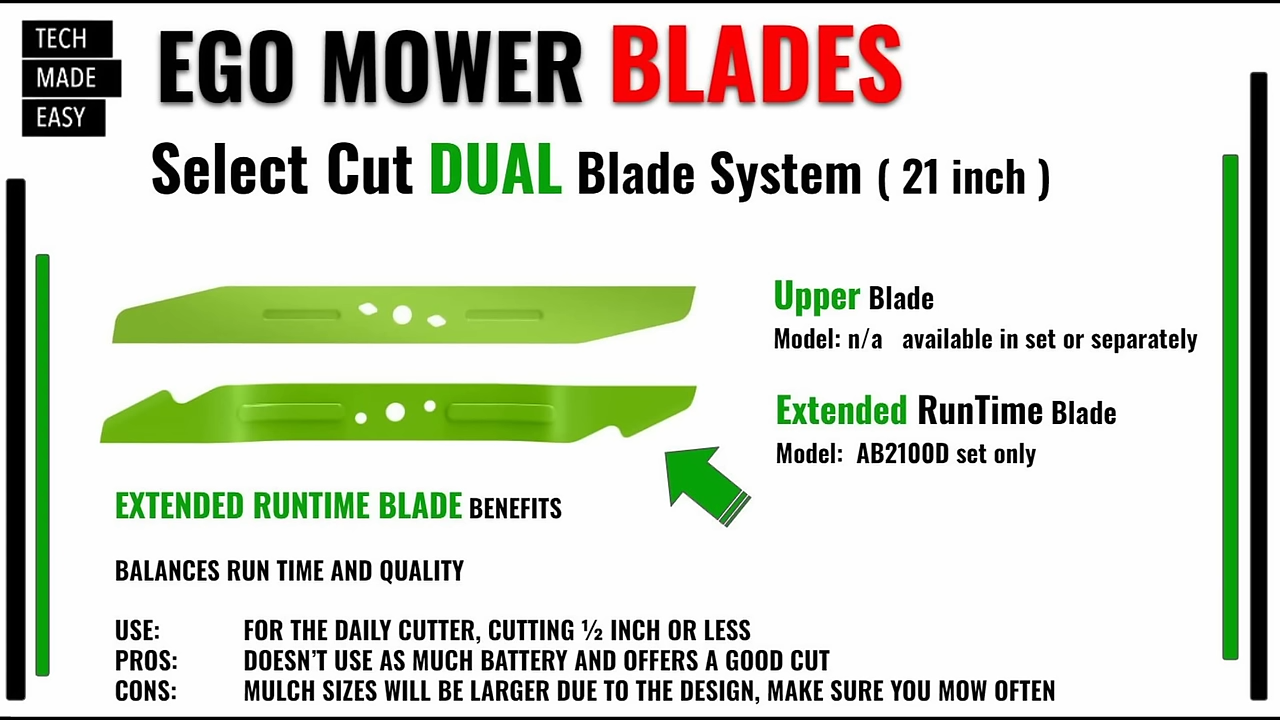 TECH
MADE
EASY
EGO MOWER BLADES
Select Cut DUAL Blade System ( 21 inch )
Upper Blade
Model: n/a available in set or separately
Extended RunTime Blade
Model: AB2100D set only
EXTENDED RUNTIME BLADE BENEFITS
BALANCES RUN TIME AND QUALITY
USE: FOR THE DAILY CUTTER, CUTTING ½ INCH OR LESS
PROS: DOESN'T USE AS MUCH BATTERY AND OFFERS A GOOD CUT
CONS: MULCH SIZES WILL BE LARGER DUE TO THE DESIGN, MAKE SURE YOU MOW OFTEN